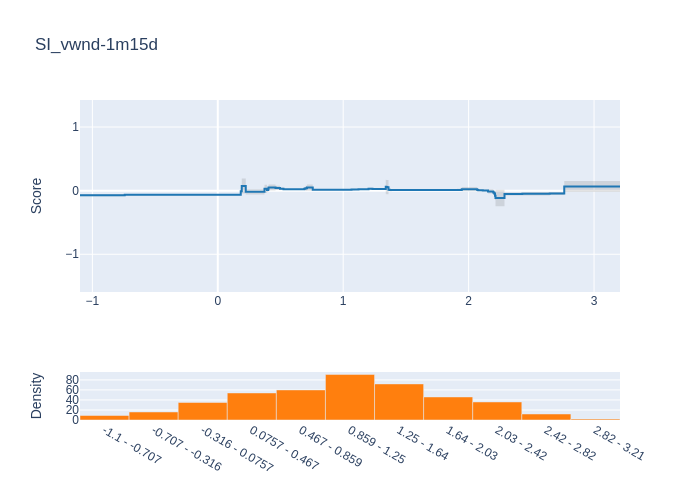 SI_vwnd-1m15d
Score
1
0
−1
−1
0
1
2
3
Density
80
60
40
20
0
-1.1 - -0.707
-0.707 - -0.316
-0.316 - 0.0757
0.0757 - 0.467
0.467 - 0.859
0.859 - 1.25
1.25 - 1.64
1.64 - 2.03
2.03 - 2.42
2.42 - 2.82
2.82 - 3.21